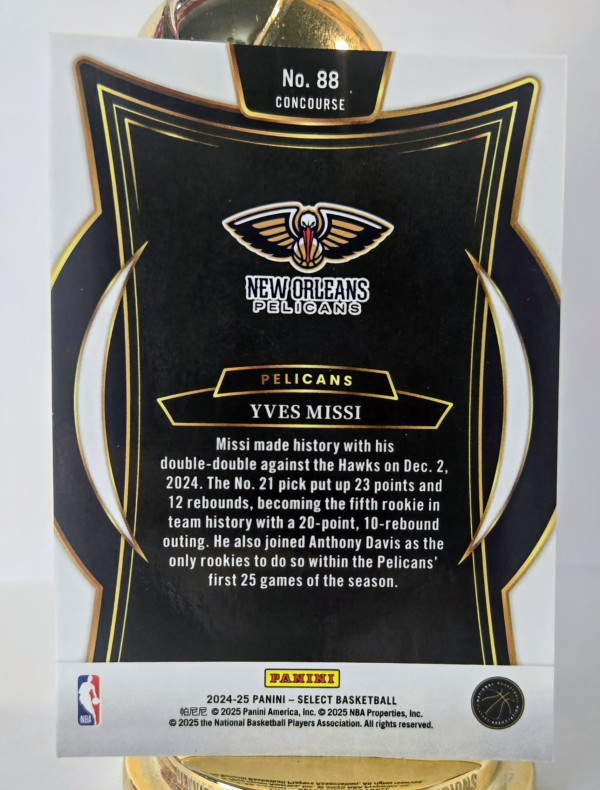 No. 88
CONCOURSE
NEW ORLEANS
PELICANS
PELICANS
YVES MISSI
Missi made history with his
double-double against the Hawks on Dec. 2,
2024. The No. 21 pick put up 23 points and
12 rebounds, becoming the fifth rookie in
team history with a 20-point, 10-rebound
outing. He also joined Anthony Davis as the
only rookies to do so within the Pelicans'
first 25 games of the season.
PANINI
2024-25 PANINI – SELECT BASKETBALL
帕尼尼 © 2025 Panini America, Inc. © 2025 NBA Properties, Inc.
© 2025 the National Basketball Players Association. All rights reserved.
NBA